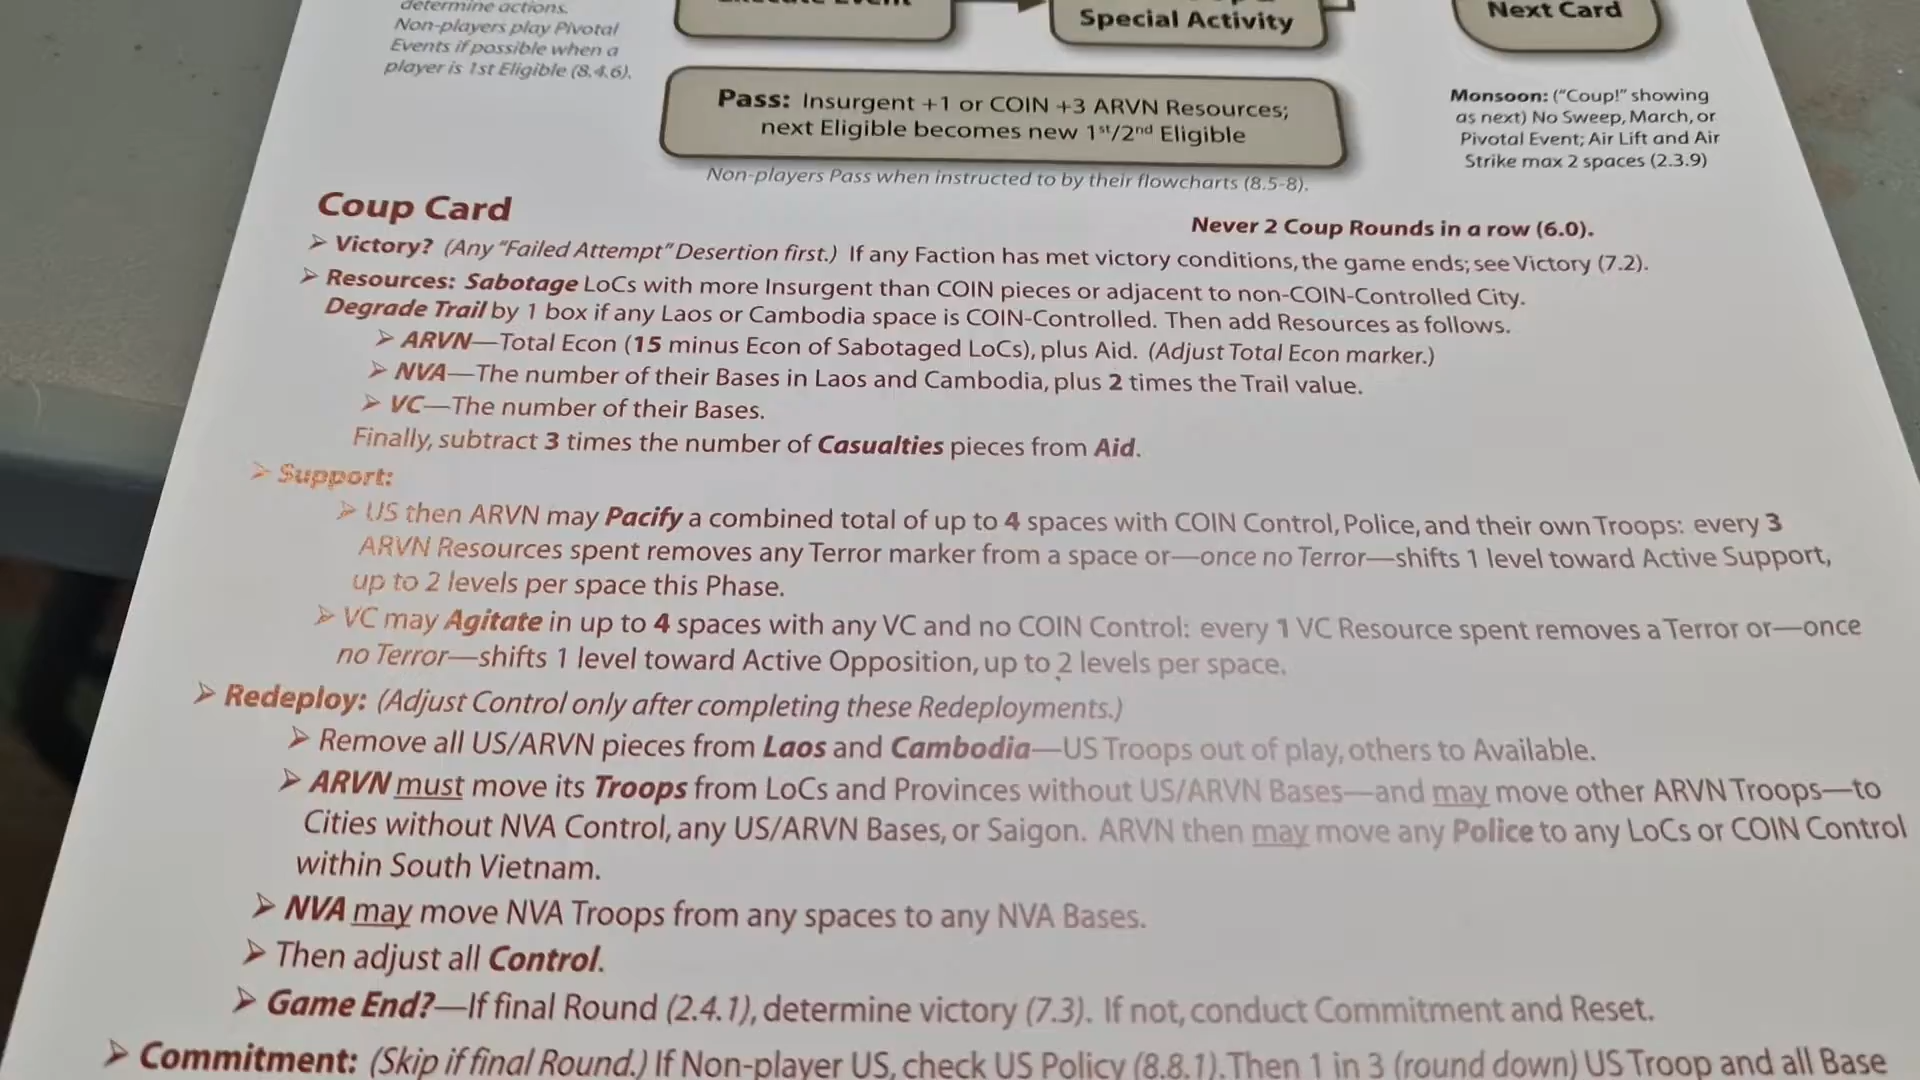 determine actions.
Non-players play Pivotal
Events if possible when a
player is 1st Eligible (8.4.6).
Special Activity
Next Card
Pass: Insurgent +1 or COIN +3 ARVN Resources;
next Eligible becomes new 1st/2nd Eligible
Non-players Pass when instructed to by their flowcharts (8.5-8).
Monsoon: ("Coup!" showing
as next) No Sweep, March, or
Pivotal Event; Air Lift and Air
Strike max 2 spaces (2.3.9)
Coup Card
Never 2 Coup Rounds in a row (6.0).
➢ Victory? (Any "Failed Attempt" Desertion first.) If any Faction has met victory conditions, the game ends; see Victory (7.2).
➢ Resources: Sabotage LoCs with more Insurgent than COIN pieces or adjacent to non-COIN-Controlled City.
Degrade Trail by 1 box if any Laos or Cambodia space is COIN-Controlled. Then add Resources as follows.
➢ ARVN—Total Econ (15 minus Econ of Sabotaged LoCs), plus Aid. (Adjust Total Econ marker.)
➢ NVA—The number of their Bases in Laos and Cambodia, plus 2 times the Trail value.
➢ VC—The number of their Bases.
Finally, subtract 3 times the number of Casualties pieces from Aid.
➢ Support:
➢ US then ARVN may Pacify a combined total of up to 4 spaces with COIN Control, Police, and their own Troops: every 3
ARVN Resources spent removes any Terror marker from a space or—once no Terror—shifts 1 level toward Active Support,
up to 2 levels per space this Phase.
➢ VC may Agitate in up to 4 spaces with any VC and no COIN Control: every 1 VC Resource spent removes a Terror or—once
no Terror—shifts 1 level toward Active Opposition, up to 2 levels per space.
➢ Redeploy: (Adjust Control only after completing these Redeployments.)
➢ Remove all US/ARVN pieces from Laos and Cambodia—US Troops out of play, others to Available.
➢ ARVN must move its Troops from LoCs and Provinces without US/ARVN Bases—and may move other ARVN Troops—to
Cities without NVA Control, any US/ARVN Bases, or Saigon. ARVN then may move any Police to any LoCs or COIN Control
within South Vietnam.
➢ NVA may move NVA Troops from any spaces to any NVA Bases.
➢ Then adjust all Control.
➢ Game End?—If final Round (2.4.1), determine victory (7.3). If not, conduct Commitment and Reset.
➢ Commitment: (Skip if final Round.) If Non-player US, check US Policy (8.8.1). Then 1 in 3 (round down) US Troop and all Base